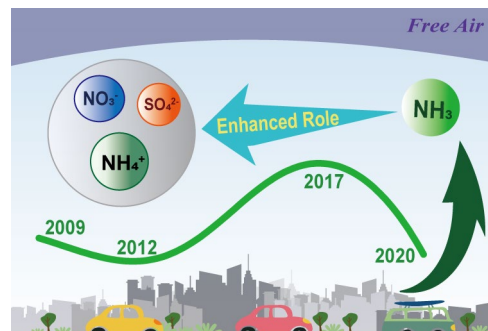 Free Air
NO₃⁻
SO₄²⁻
NH₃
Enhanced Role
NH₄⁺
2017
2009
2012
2020